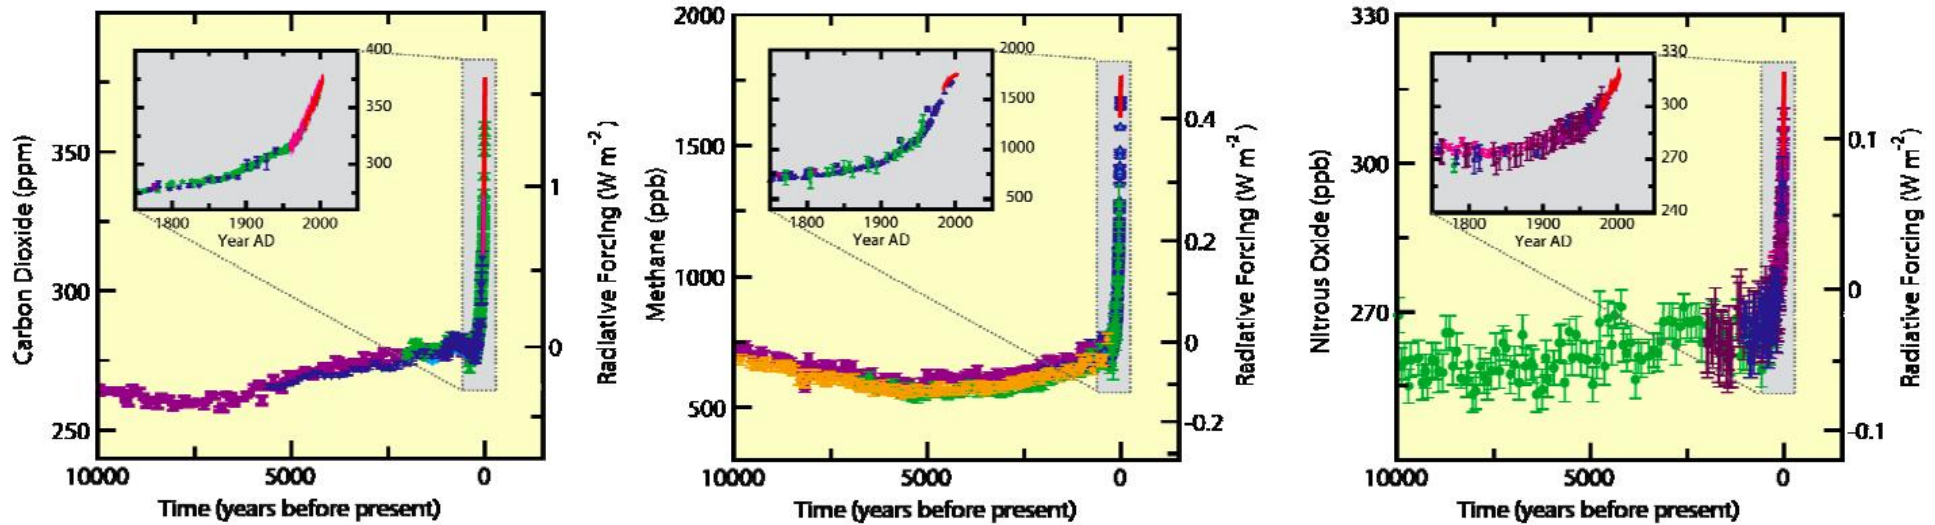 Carbon Dioxide (ppm)
350
300
250
400
350
300
1800 1900 2000
Year AD
1
0
Radiative Forcing (W m-2)
10000 5000 0
Time (years before present)
Methane (ppb)
2000
1500
1000
500
2000
1500
1000
500
1800 1900 2000
Year AD
0.4
0.2
0
-0.2
Radiative Forcing (W m-2)
10000 5000 0
Time (years before present)
Nitrous Oxide (ppb)
330
300
270
330
300
270
240
1800 1900 2000
Year AD
0.1
0
-0.1
Radiative Forcing (W m-2)
10000 5000 0
Time (years before present)